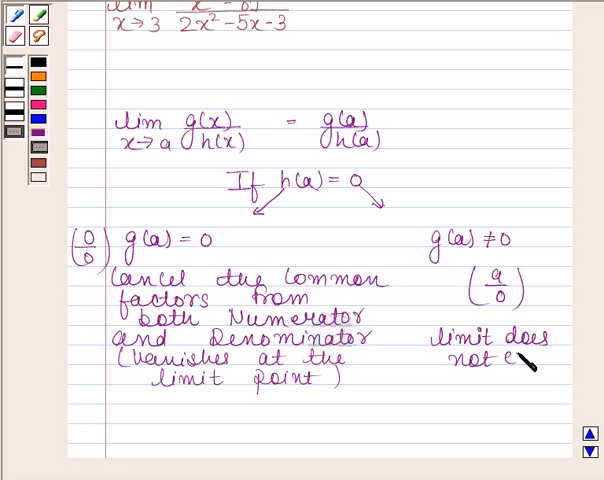 lim
x→3 2x²-5x-3
lim g(x)/h(x) = g(a)/h(a)
x→a
If h(a) = 0
(0/0) g(a) = 0 g(a) ≠ 0
Cancel the common (a/0)
factors from
both Numerator
and Denominator limit does
(Vanishes at the not e
limit point)